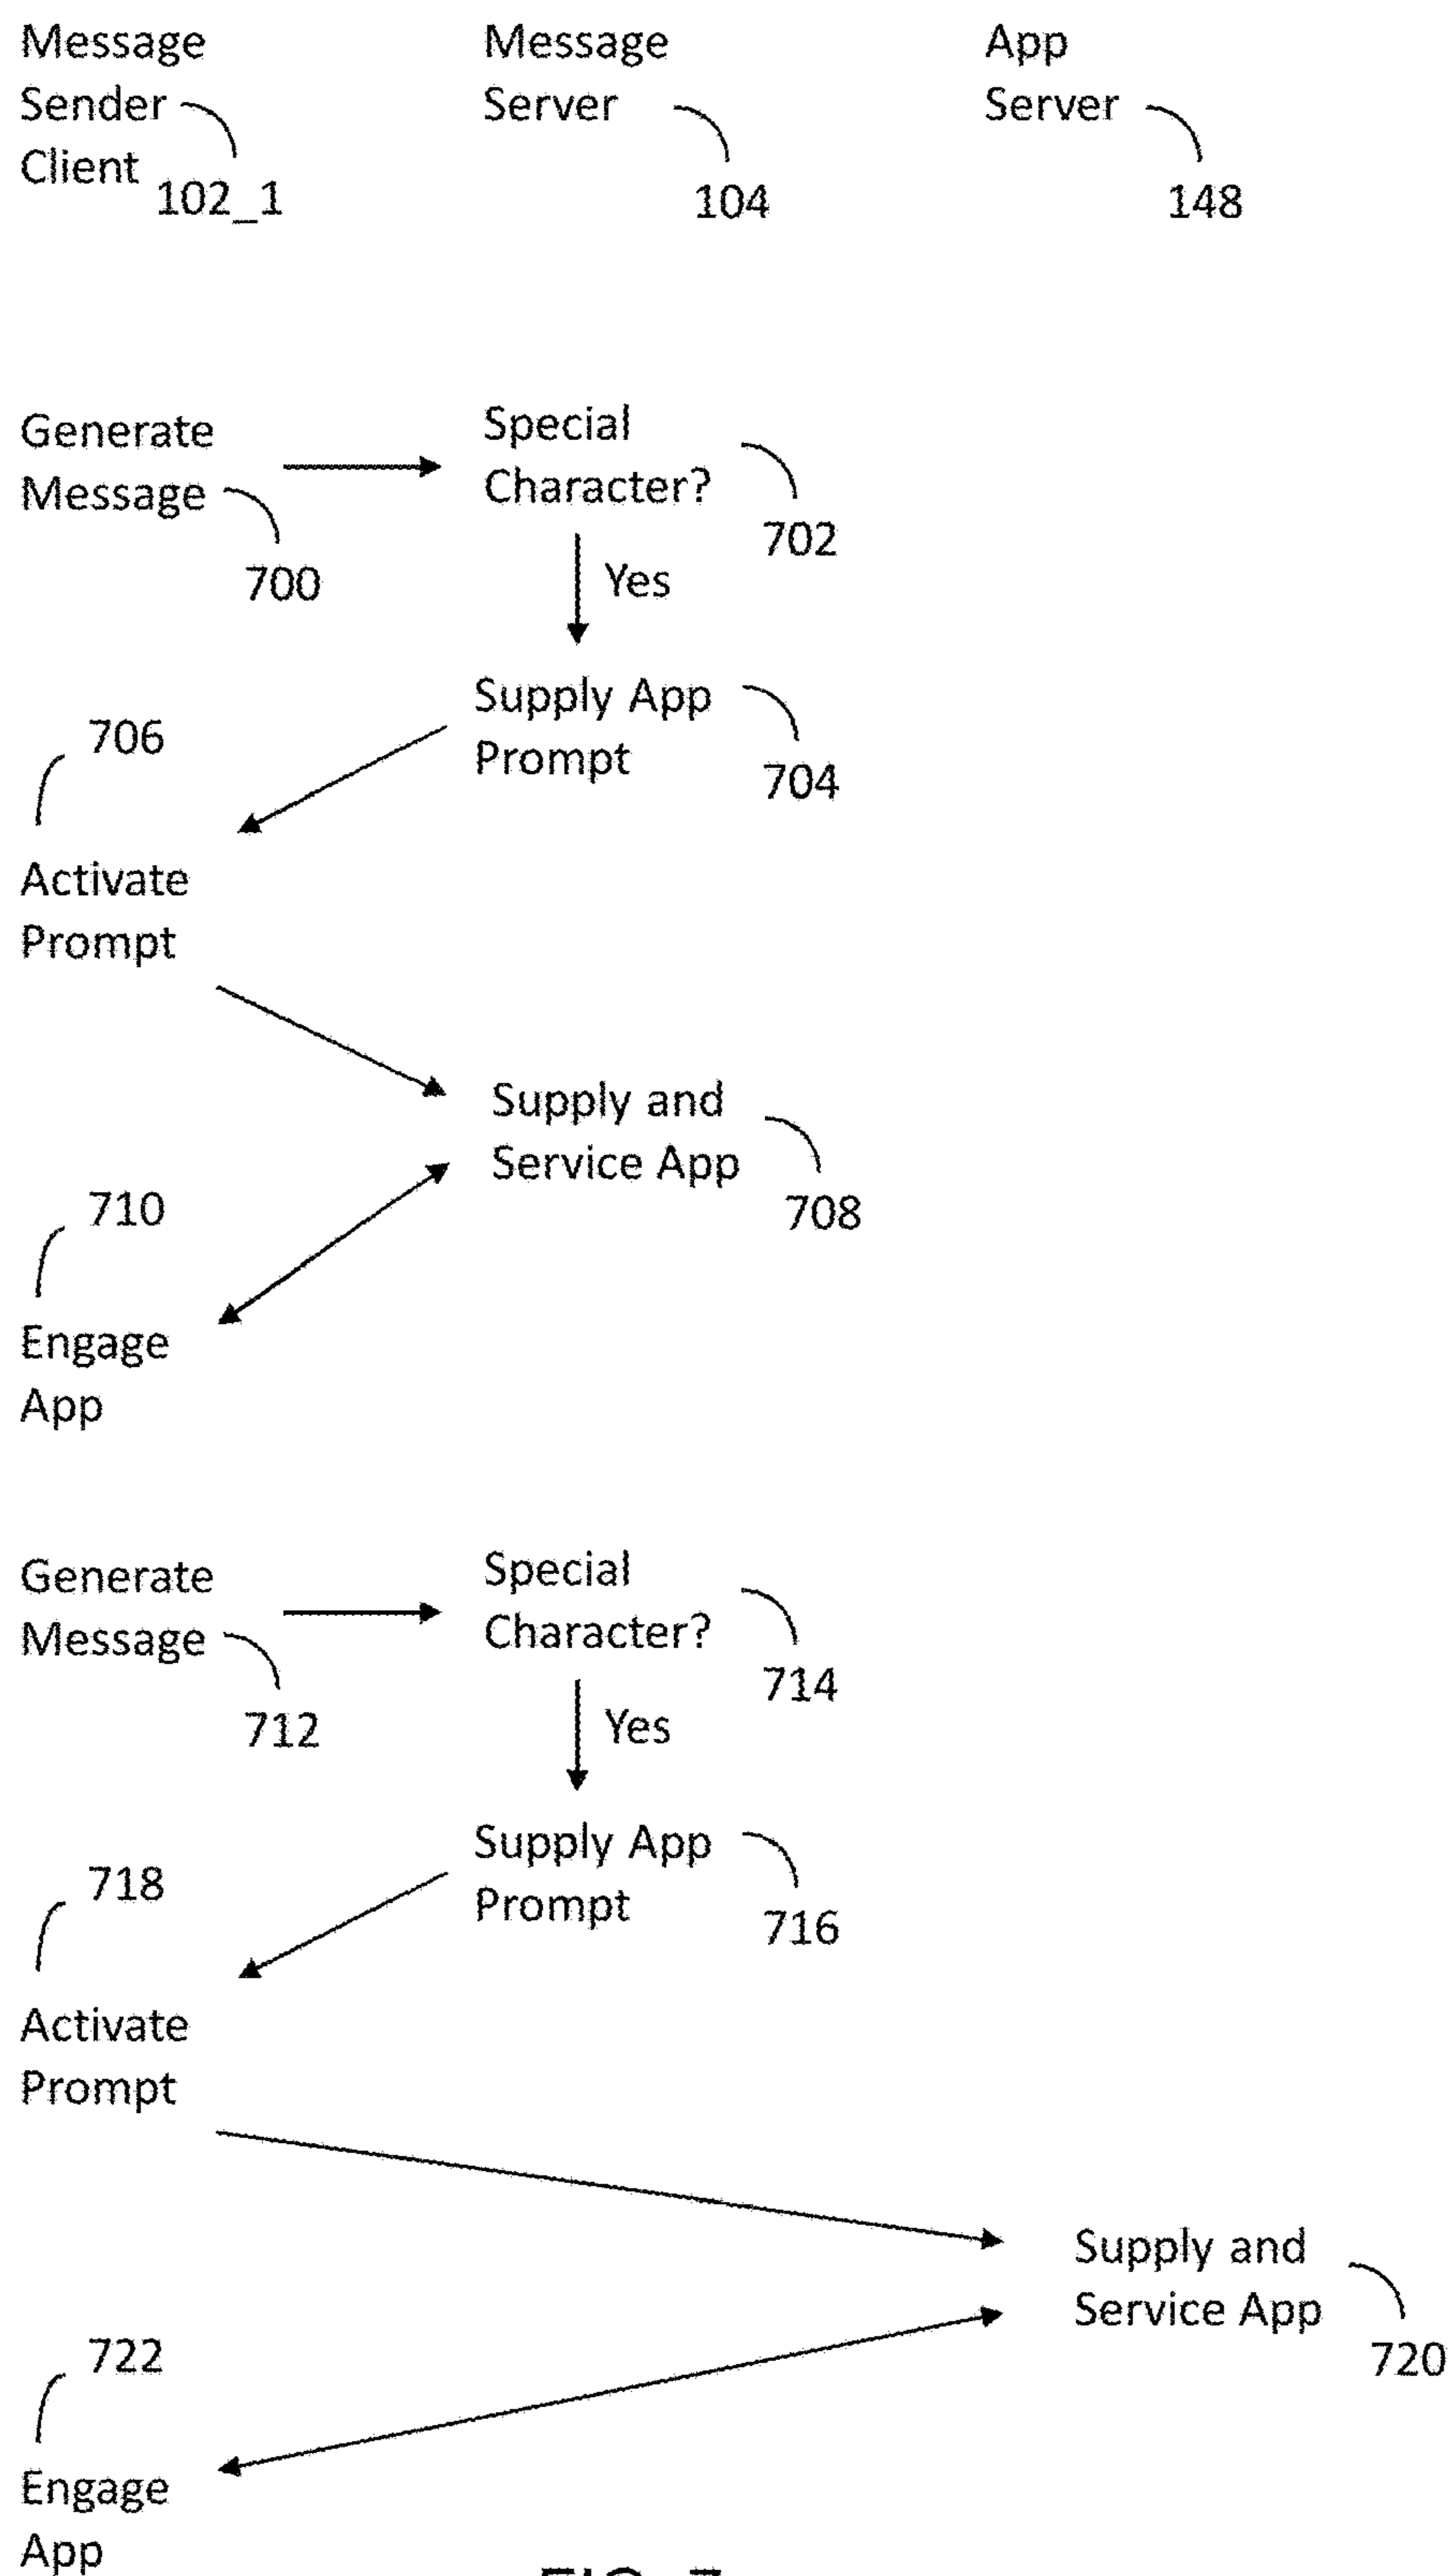 Message
Sender
Client
102_1
Message
Server
104
App
Server
148
Generate
Message
700
Special
Character?
702
Yes
Supply App
Prompt
704
706
Activate
Prompt
Supply and
Service App
708
710
Engage
App
Generate
Message
712
Special
Character?
714
Yes
Supply App
Prompt
716
718
Activate
Prompt
Supply and
Service App
720
722
Engage
App